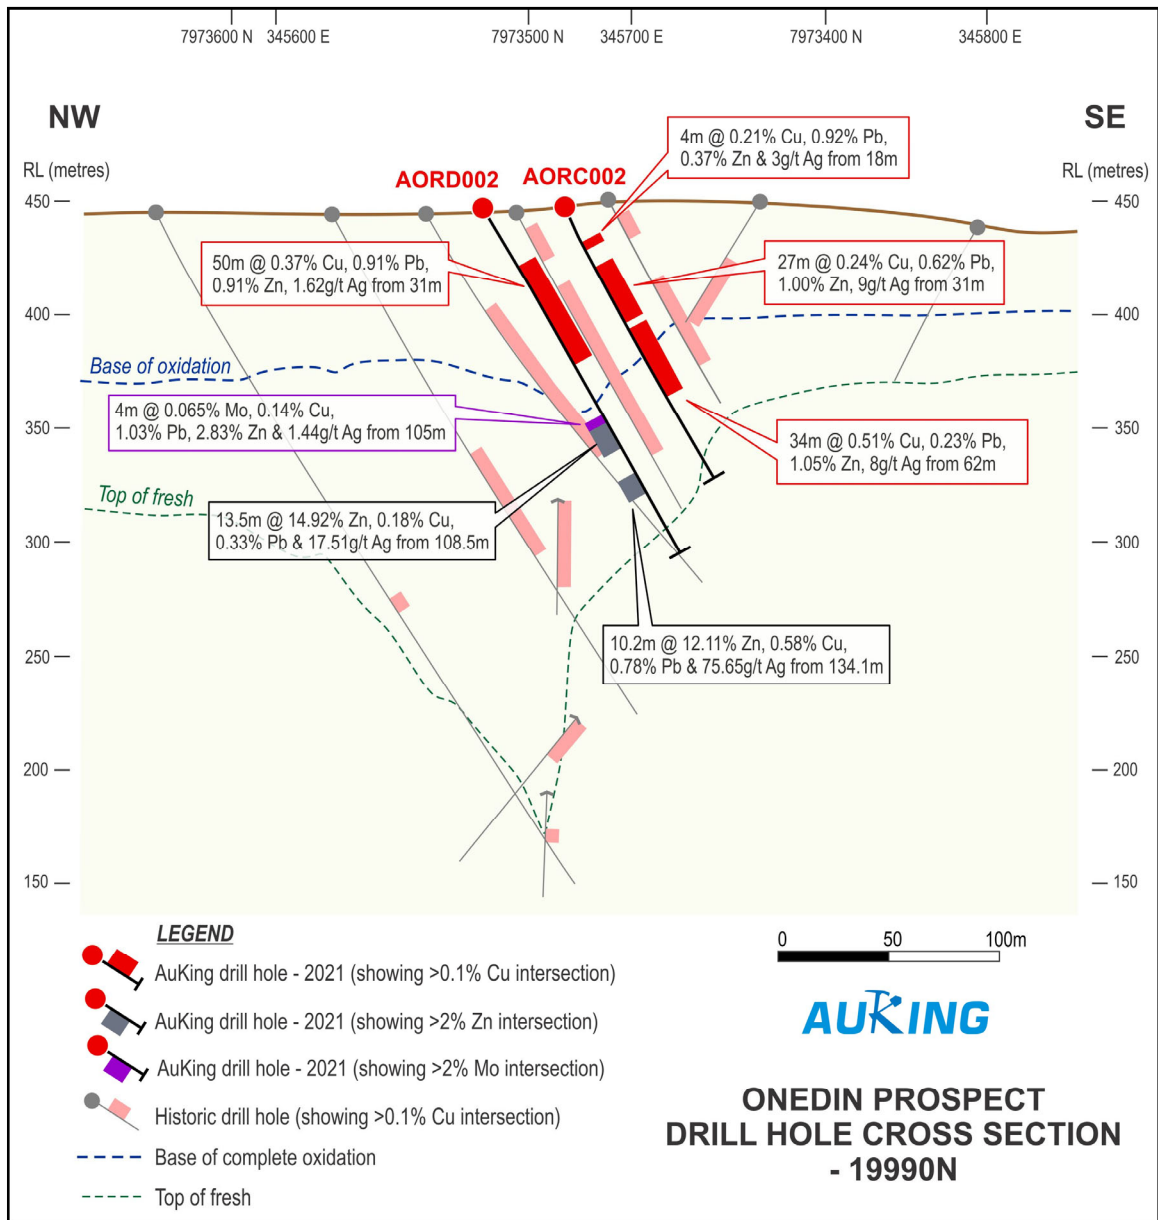 7973600 N
345600 E
7973500 N
345700 E
7973400 N
345800 E
NW
SE
RL (metres)
RL (metres)
AORD002
AORC002
4m @ 0.21% Cu, 0.92% Pb,
0.37% Zn & 3g/t Ag from 18m
50m @ 0.37% Cu, 0.91% Pb,
0.91% Zn, 1.62g/t Ag from 31m
27m @ 0.24% Cu, 0.62% Pb,
1.00% Zn, 9g/t Ag from 31m
Base of oxidation
4m @ 0.065% Mo, 0.14% Cu,
1.03% Pb, 2.83% Zn & 1.44g/t Ag from 105m
34m @ 0.51% Cu, 0.23% Pb,
1.05% Zn, 8g/t Ag from 62m
Top of fresh
13.5m @ 14.92% Zn, 0.18% Cu,
0.33% Pb & 17.51g/t Ag from 108.5m
10.2m @ 12.11% Zn, 0.58% Cu,
0.78% Pb & 75.65g/t Ag from 134.1m
450
400
350
300
250
200
150
450
400
350
300
250
200
150
LEGEND
AuKing drill hole - 2021 (showing >0.1% Cu intersection)
AuKing drill hole - 2021 (showing >2% Zn intersection)
AuKing drill hole - 2021 (showing >2% Mo intersection)
Historic drill hole (showing >0.1% Cu intersection)
Base of complete oxidation
Top of fresh
0 50 100m
AUKING
ONEDIN PROSPECT
DRILL HOLE CROSS SECTION
- 19990N